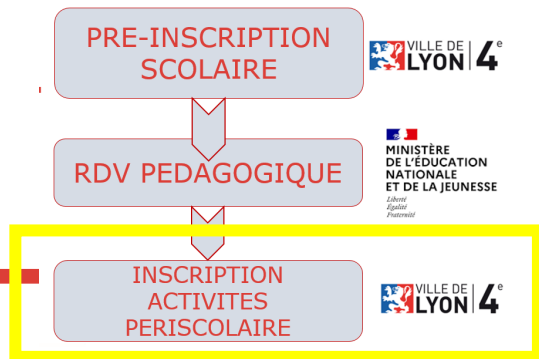 PRE-INSCRIPTION
SCOLAIRE
VILLE DE
LYON 4e
RDV PEDAGOGIQUE
MINISTÈRE
DE L'ÉDUCATION
NATIONALE
ET DE LA JEUNESSE
Liberté
Égalité
Fraternité
INSCRIPTION
ACTIVITES
PERISCOLAIRE
VILLE DE
LYON 4e